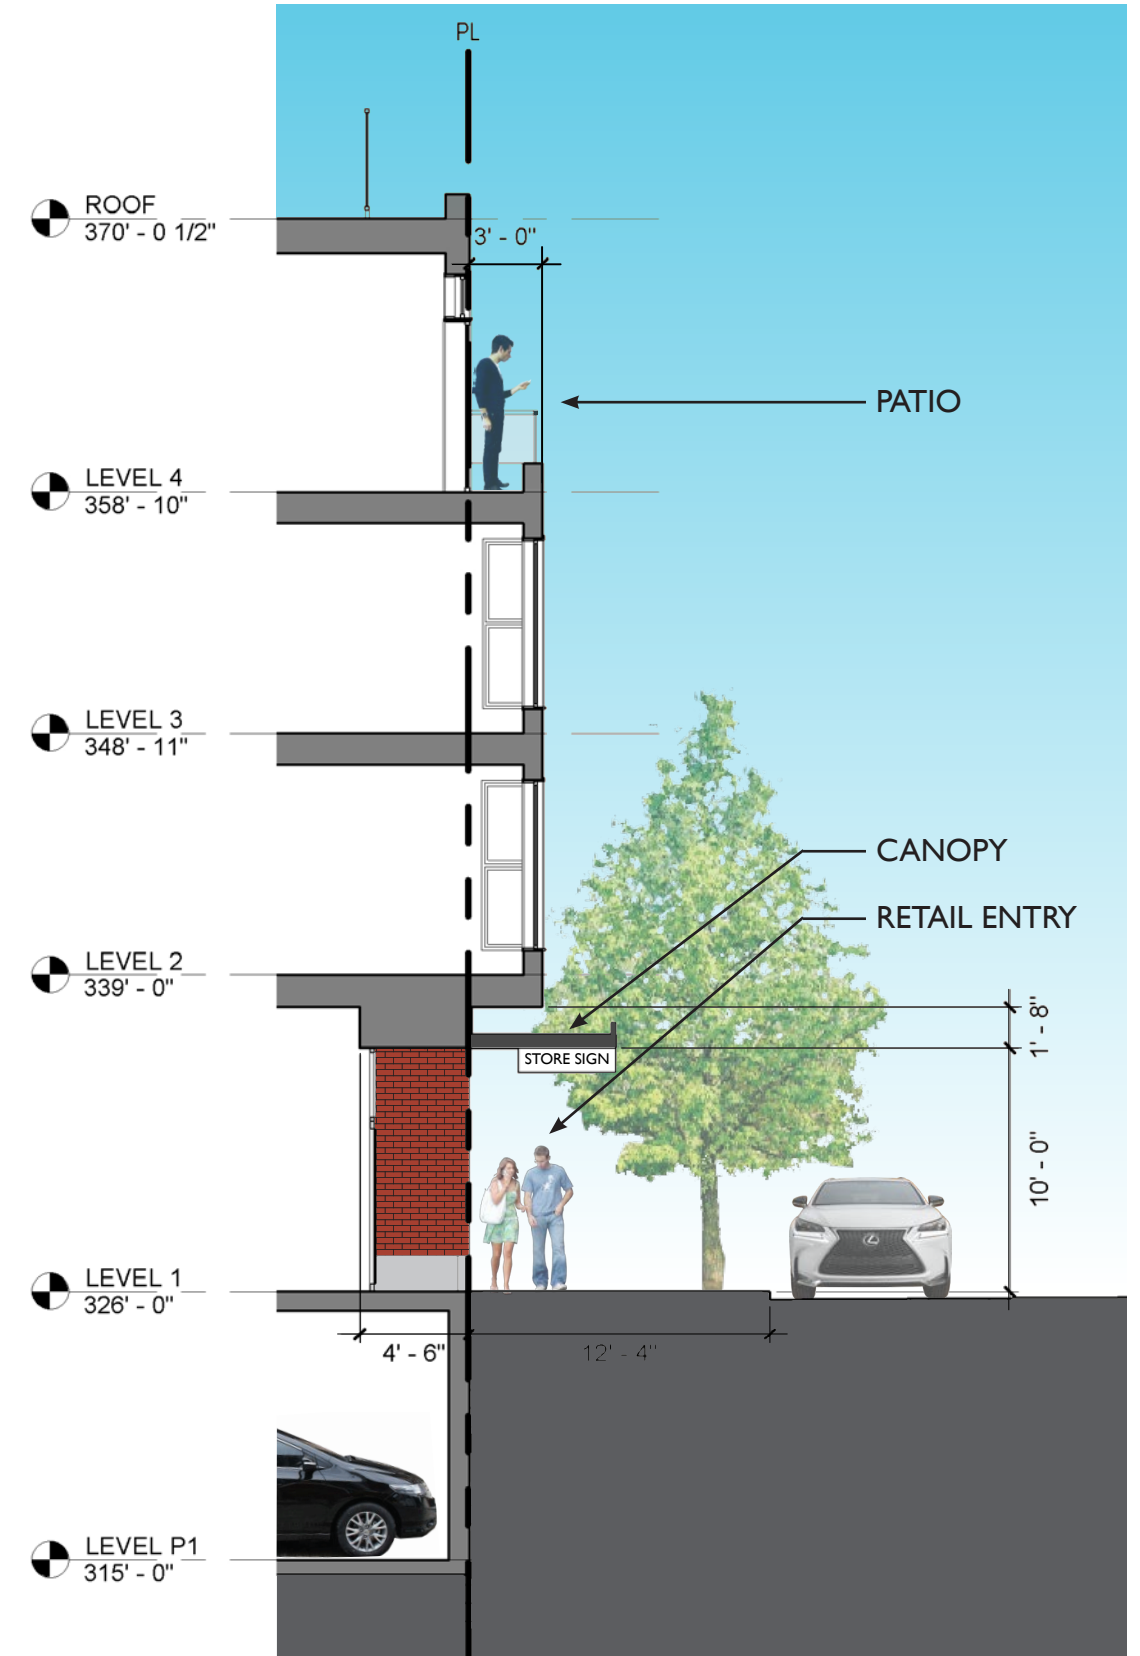 PL
ROOF
370' - 0 1/2"
3' - 0"
PATIO
LEVEL 4
358' - 10"
LEVEL 3
348' - 11"
CANOPY
RETAIL ENTRY
LEVEL 2
339' - 0"
1' - 8"
STORE SIGN
10' - 0"
LEVEL 1
326' - 0"
4' - 6"
12' - 4"
LEVEL P1
315' - 0"